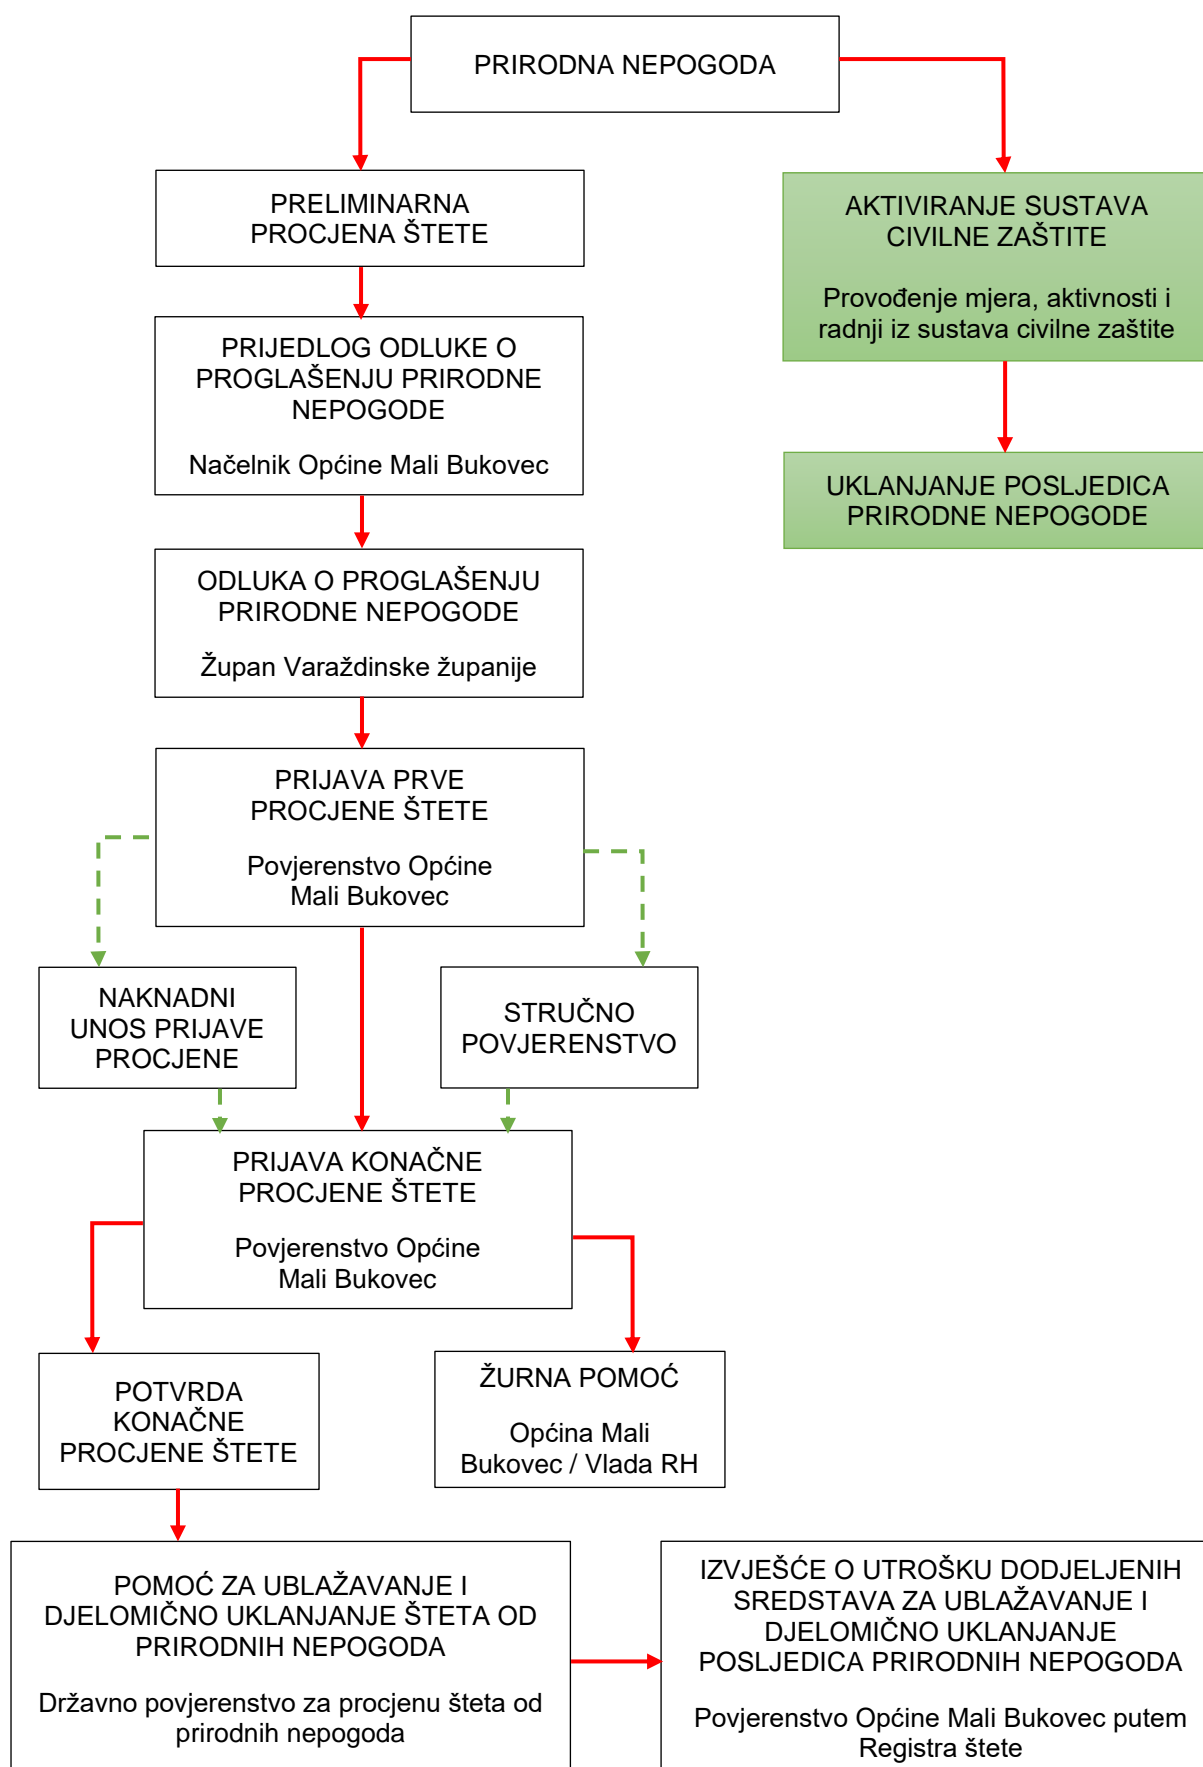 PRIRODNA NEPOGODA
PRELIMINARNA
PROCJENA ŠTETE
AKTIVIRANJE SUSTAVA
CIVILNE ZAŠTITE
Provođenje mjera, aktivnosti i
radnji iz sustava civilne zaštite
PRIJEDLOG ODLUKE O
PROGLAŠENJU PRIRODNE
NEPOGODE
Načelnik Općine Mali Bukovec
UKLANJANJE POSLJEDICA
PRIRODNE NEPOGODE
ODLUKA O PROGLAŠENJU
PRIRODNE NEPOGODE
Župan Varaždinske županije
PRIJAVA PRVE
PROCJENE ŠTETE
Povjerenstvo Općine
Mali Bukovec
NAKNADNI
UNOS PRIJAVE
PROCJENE
STRUČNO
POVJERENSTVO
PRIJAVA KONAČNE
PROCJENE ŠTETE
Povjerenstvo Općine
Mali Bukovec
POTVRDA
KONAČNE
PROCJENE ŠTETE
ŽURNA POMOĆ
Općina Mali
Bukovec / Vlada RH
POMOĆ ZA UBLAŽAVANJE I
DJELOMIČNO UKLANJANJE ŠTETA OD
PRIRODNIH NEPOGODA
Državno povjerenstvo za procjenu šteta od
prirodnih nepogoda
IZVJEŠĆE O UTROŠKU DODJELJENIH
SREDSTAVA ZA UBLAŽAVANJE I
DJELOMIČNO UKLANJANJE
POSLJEDICA PRIRODNIH NEPOGODA
Povjerenstvo Općine Mali Bukovec putem
Registra štete